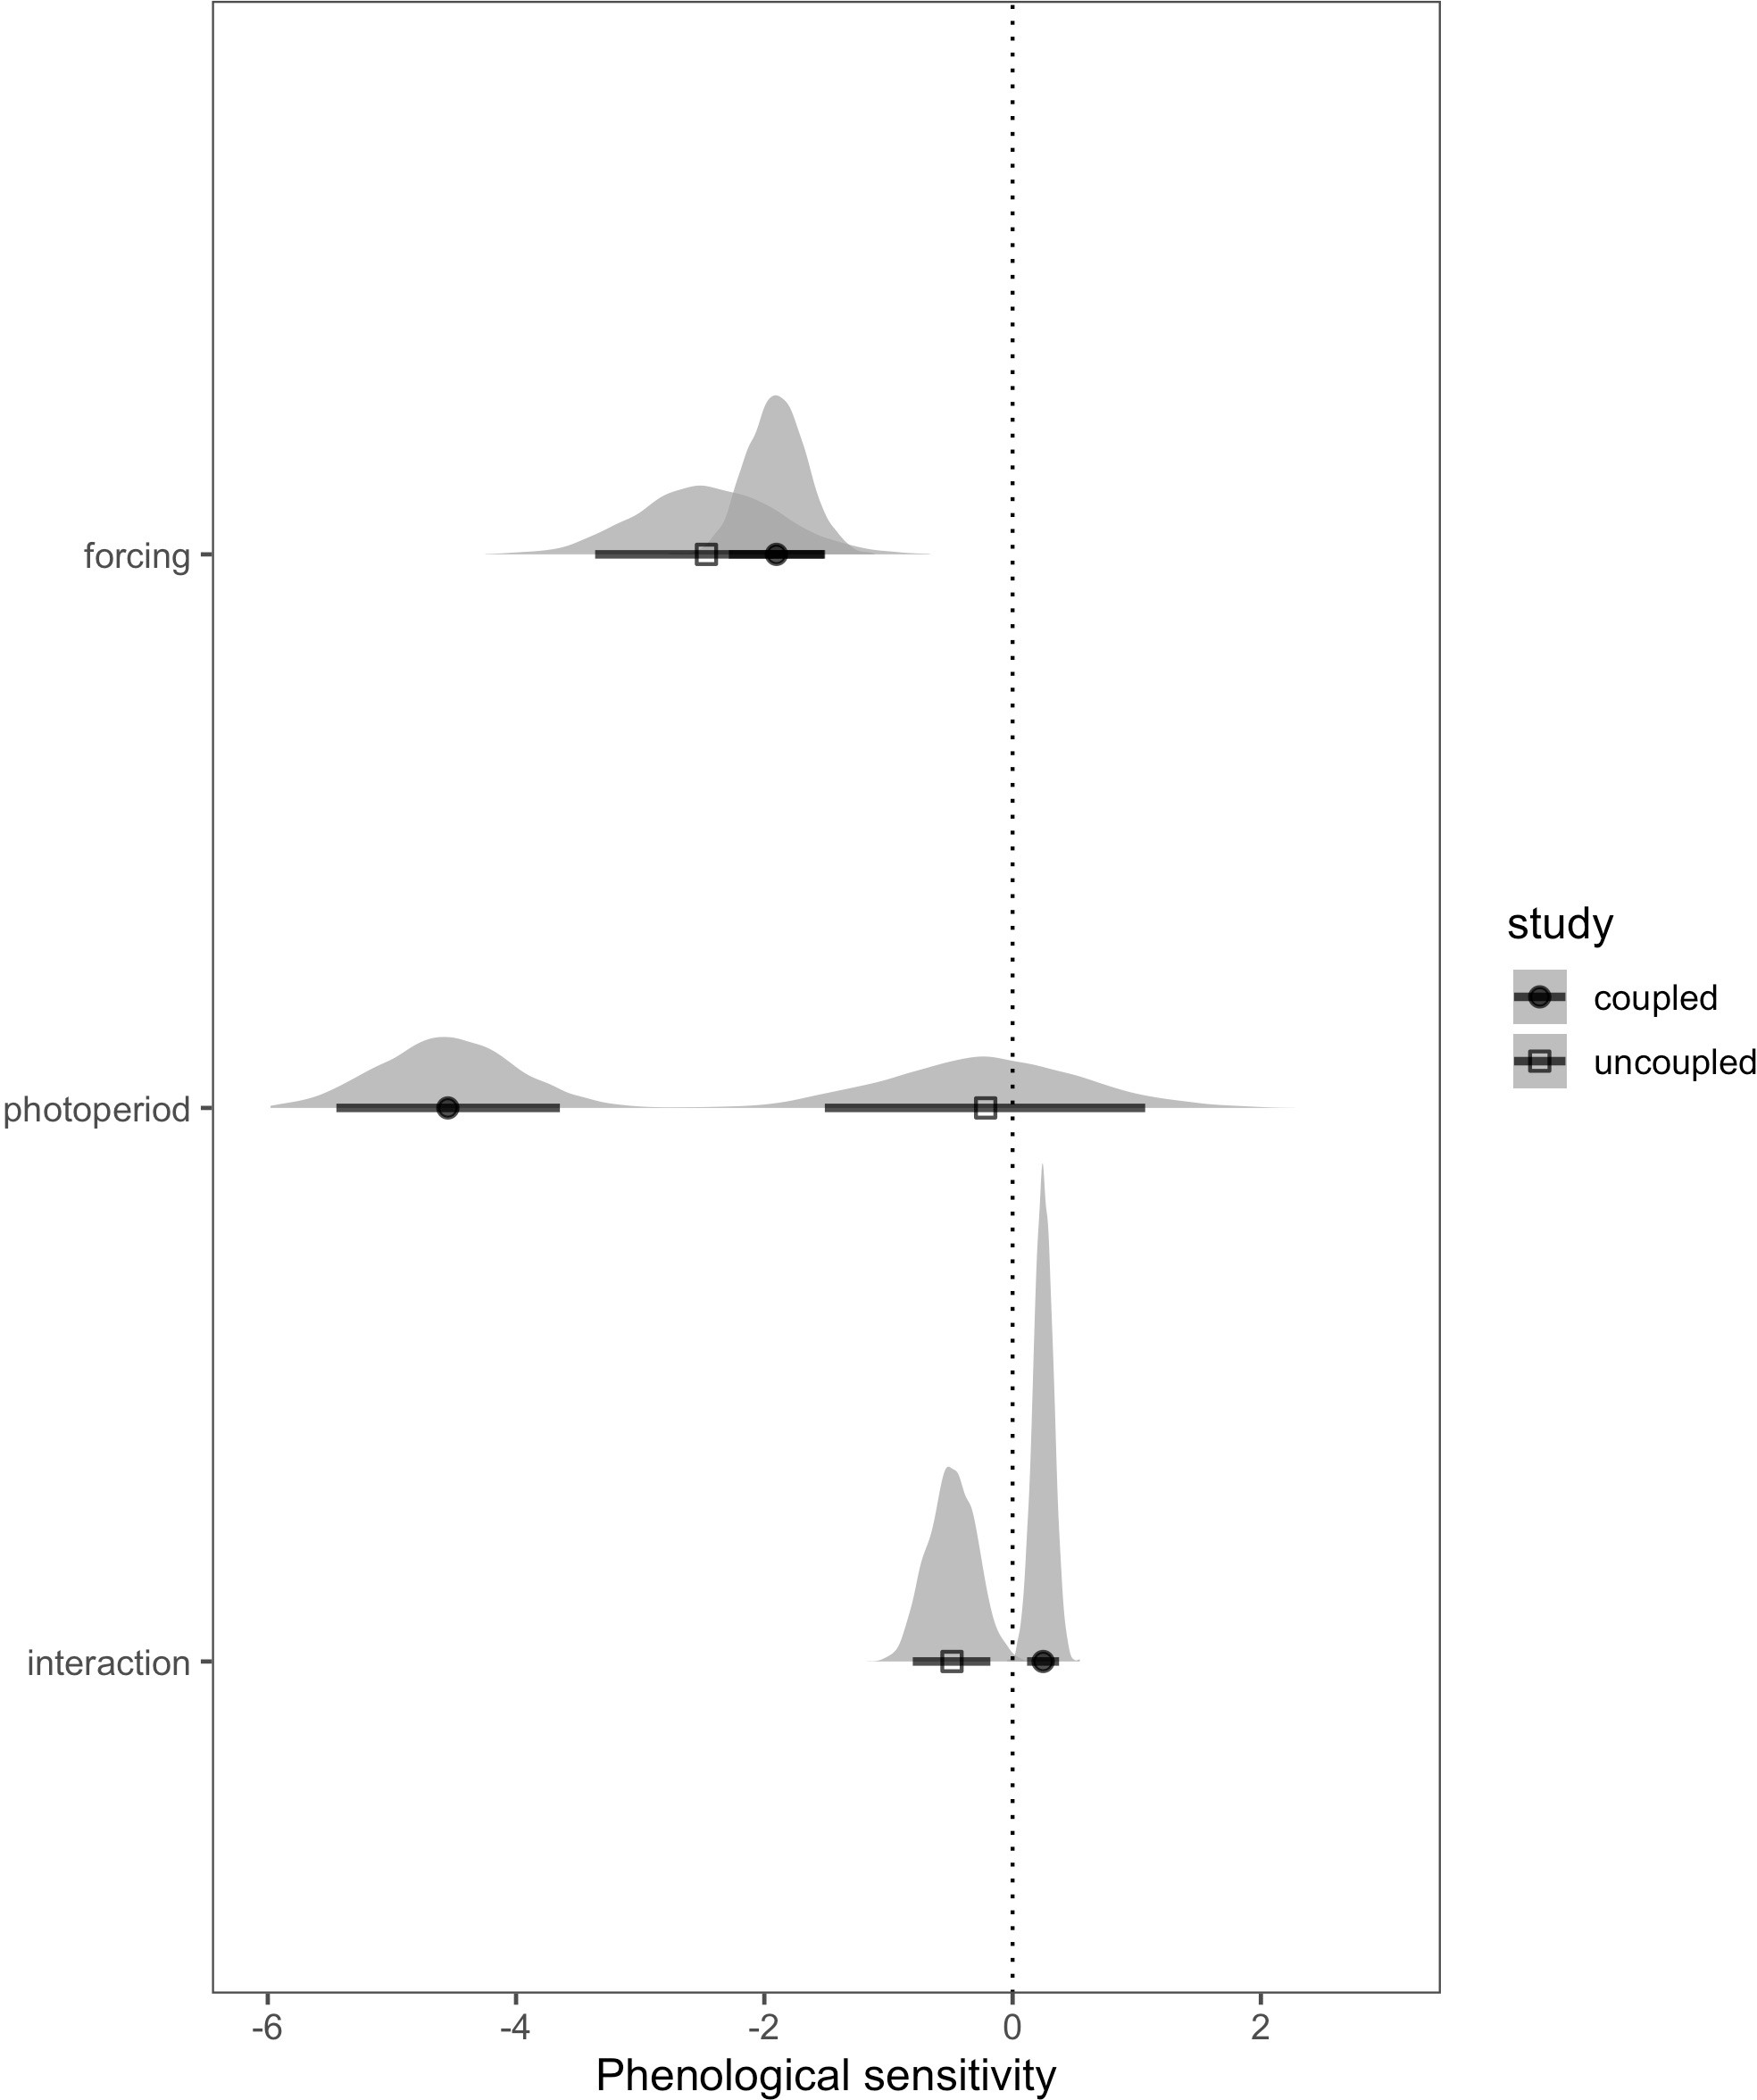 forcing
photoperiod
interaction
-6 -4 -2 0 2
Phenological sensitivity
study
coupled
uncoupled